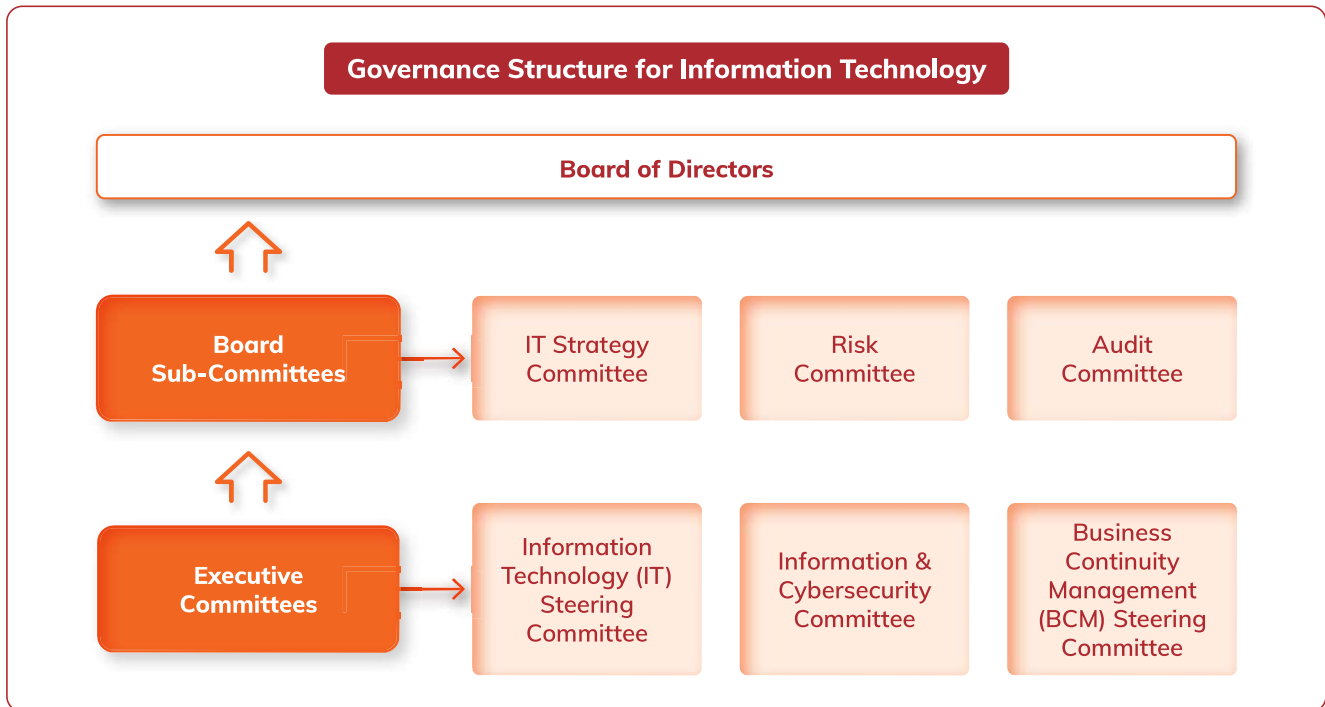 Governance Structure for Information Technology
Board of Directors
Board
Sub-Committees
IT Strategy
Committee
Risk
Committee
Audit
Committee
Executive
Committees
Information
Technology (IT)
Steering
Committee
Information &
Cybersecurity
Committee
Business
Continuity
Management
(BCM) Steering
Committee